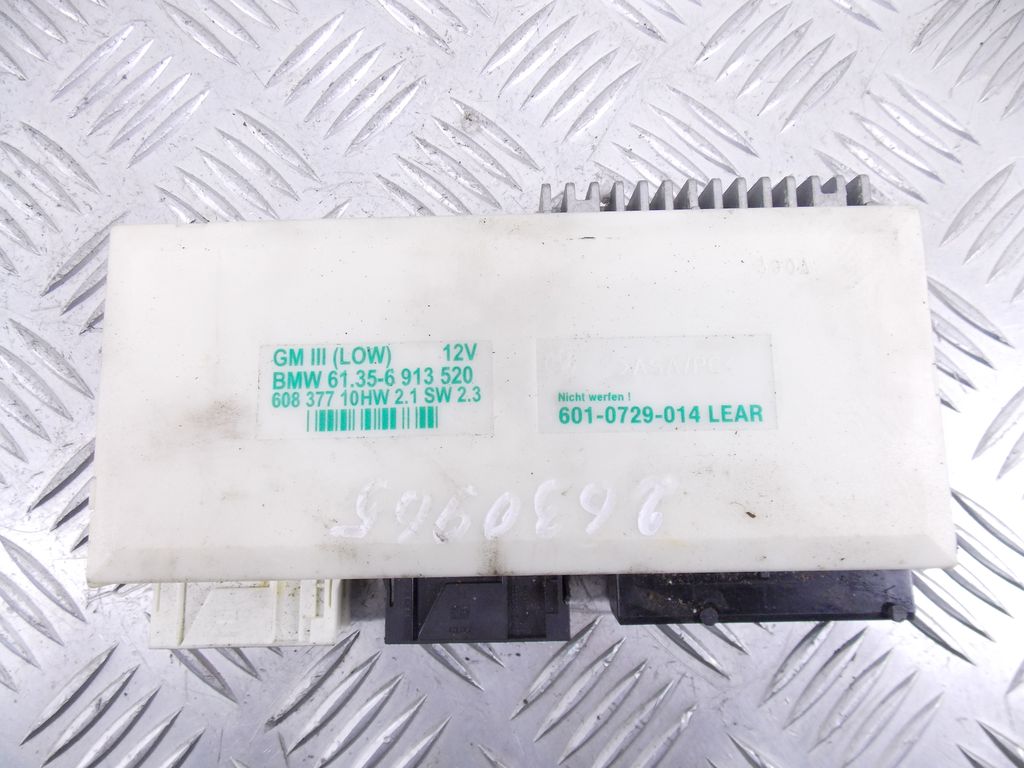 GM III (LOW) 12V
BMW 61.35-6 913 520
608 377 10HW 2.1 SW 2.3
Nicht werfen !
601-0729-014 LEAR
2630965